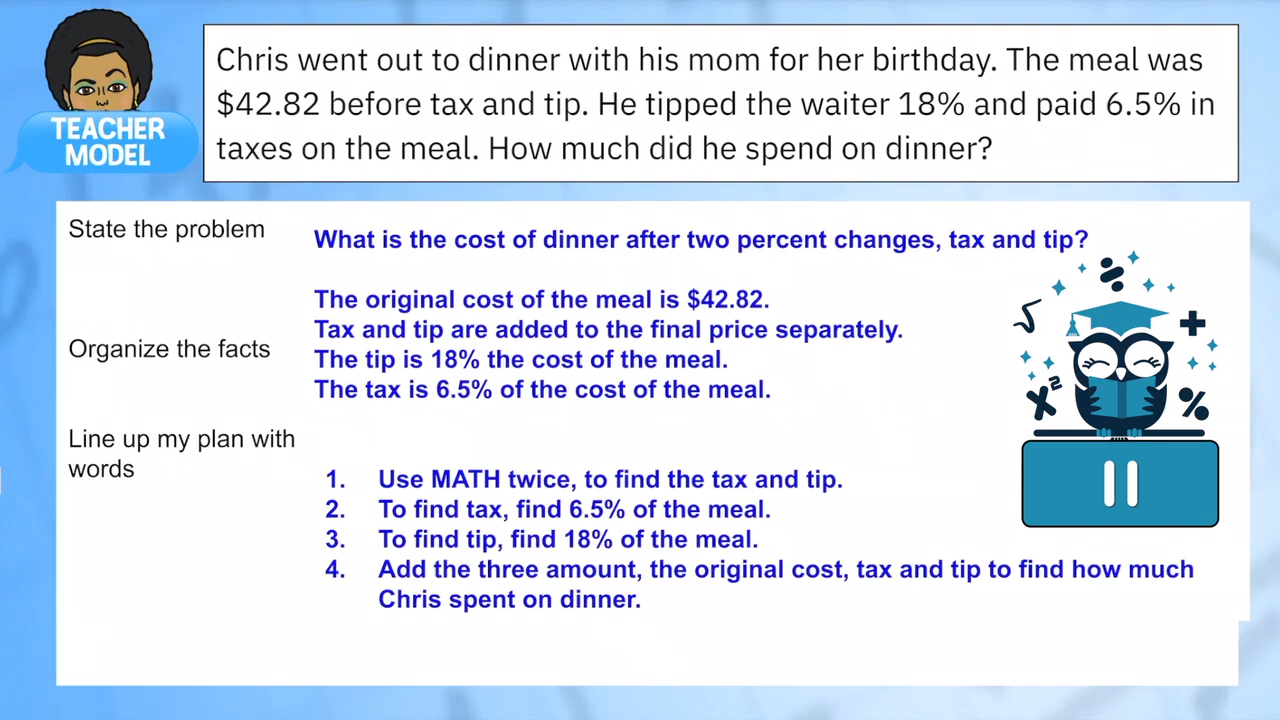 TEACHER
MODEL
Chris went out to dinner with his mom for her birthday. The meal was
$42.82 before tax and tip. He tipped the waiter 18% and paid 6.5% in
taxes on the meal. How much did he spend on dinner?
State the problem
What is the cost of dinner after two percent changes, tax and tip?
Organize the facts
The original cost of the meal is $42.82.
Tax and tip are added to the final price separately.
The tip is 18% the cost of the meal.
The tax is 6.5% of the cost of the meal.
Line up my plan with
words
1. Use MATH twice, to find the tax and tip.
2. To find tax, find 6.5% of the meal.
3. To find tip, find 18% of the meal.
4. Add the three amount, the original cost, tax and tip to find how much
Chris spent on dinner.
÷
√
+
x²
%